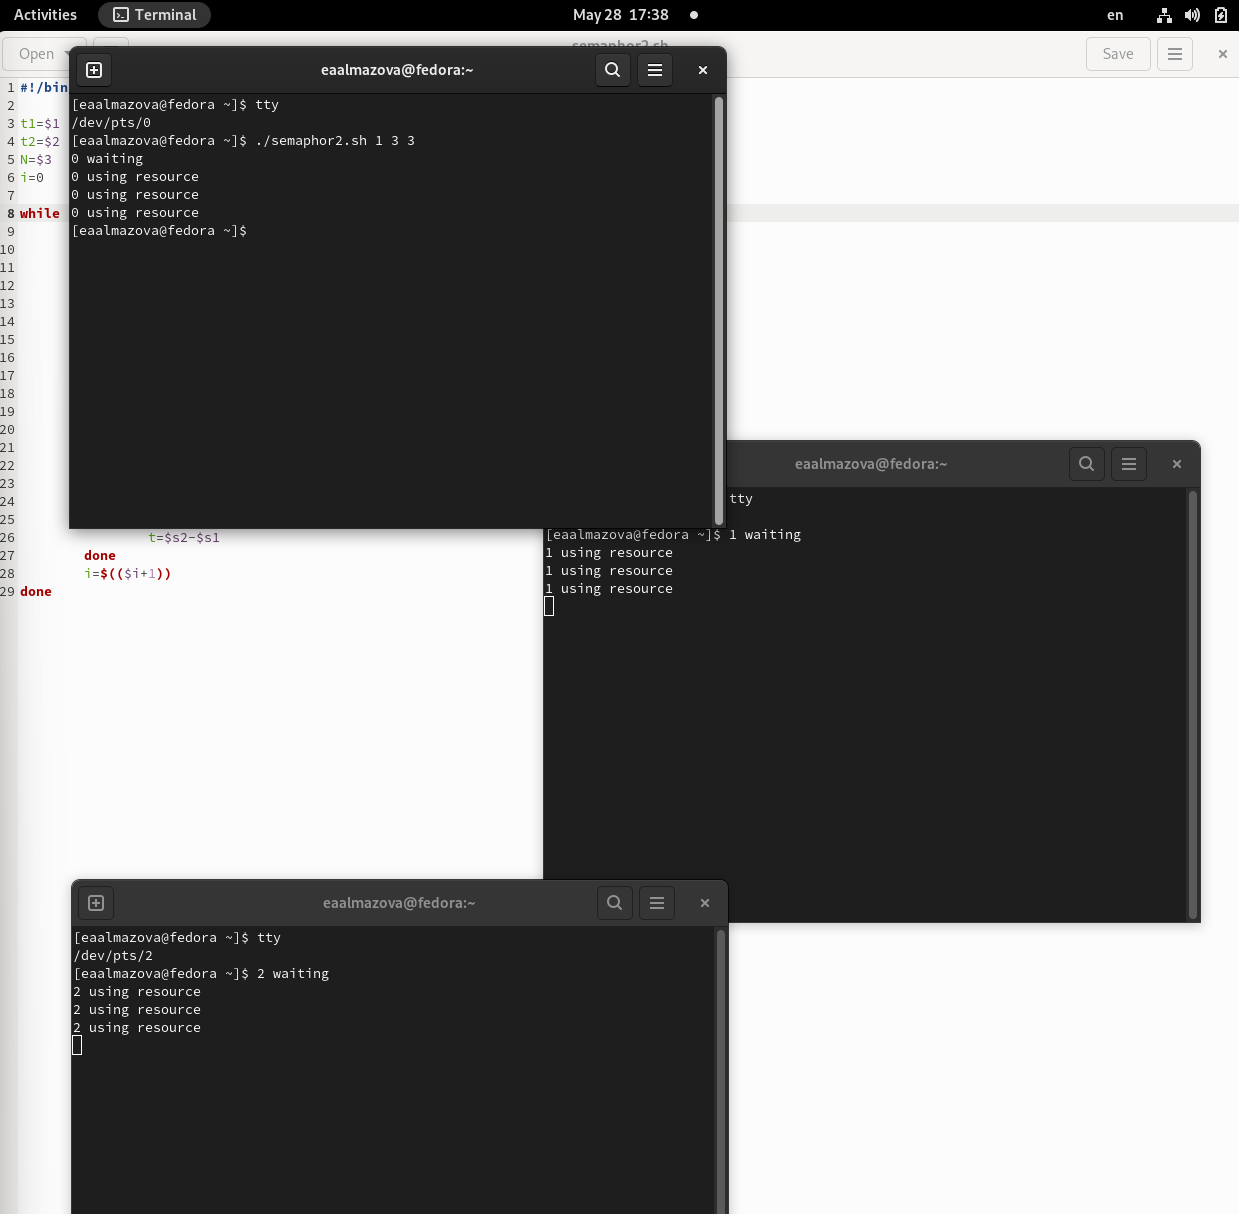 Activities
Terminal
May 28 17:38
en
Open
Save
1 #!/bin
2
3 t1=$1
4 t2=$2
5 N=$3
6 i=0
7
8 while
9
10
11
12
13
14
15
16
17
18
19
20
21
22
23
24
25
26 t=$s2-$s1
27 done
28 i=$(($i+1))
29 done
eaalmazova@fedora:~
[eaalmazova@fedora ~]$ tty
/dev/pts/0
[eaalmazova@fedora ~]$ ./semaphor2.sh 1 3 3
0 waiting
0 using resource
0 using resource
0 using resource
[eaalmazova@fedora ~]$
eaalmazova@fedora:~
tty
[eaalmazova@fedora ~]$ 1 waiting
1 using resource
1 using resource
1 using resource
eaalmazova@fedora:~
[eaalmazova@fedora ~]$ tty
/dev/pts/2
[eaalmazova@fedora ~]$ 2 waiting
2 using resource
2 using resource
2 using resource